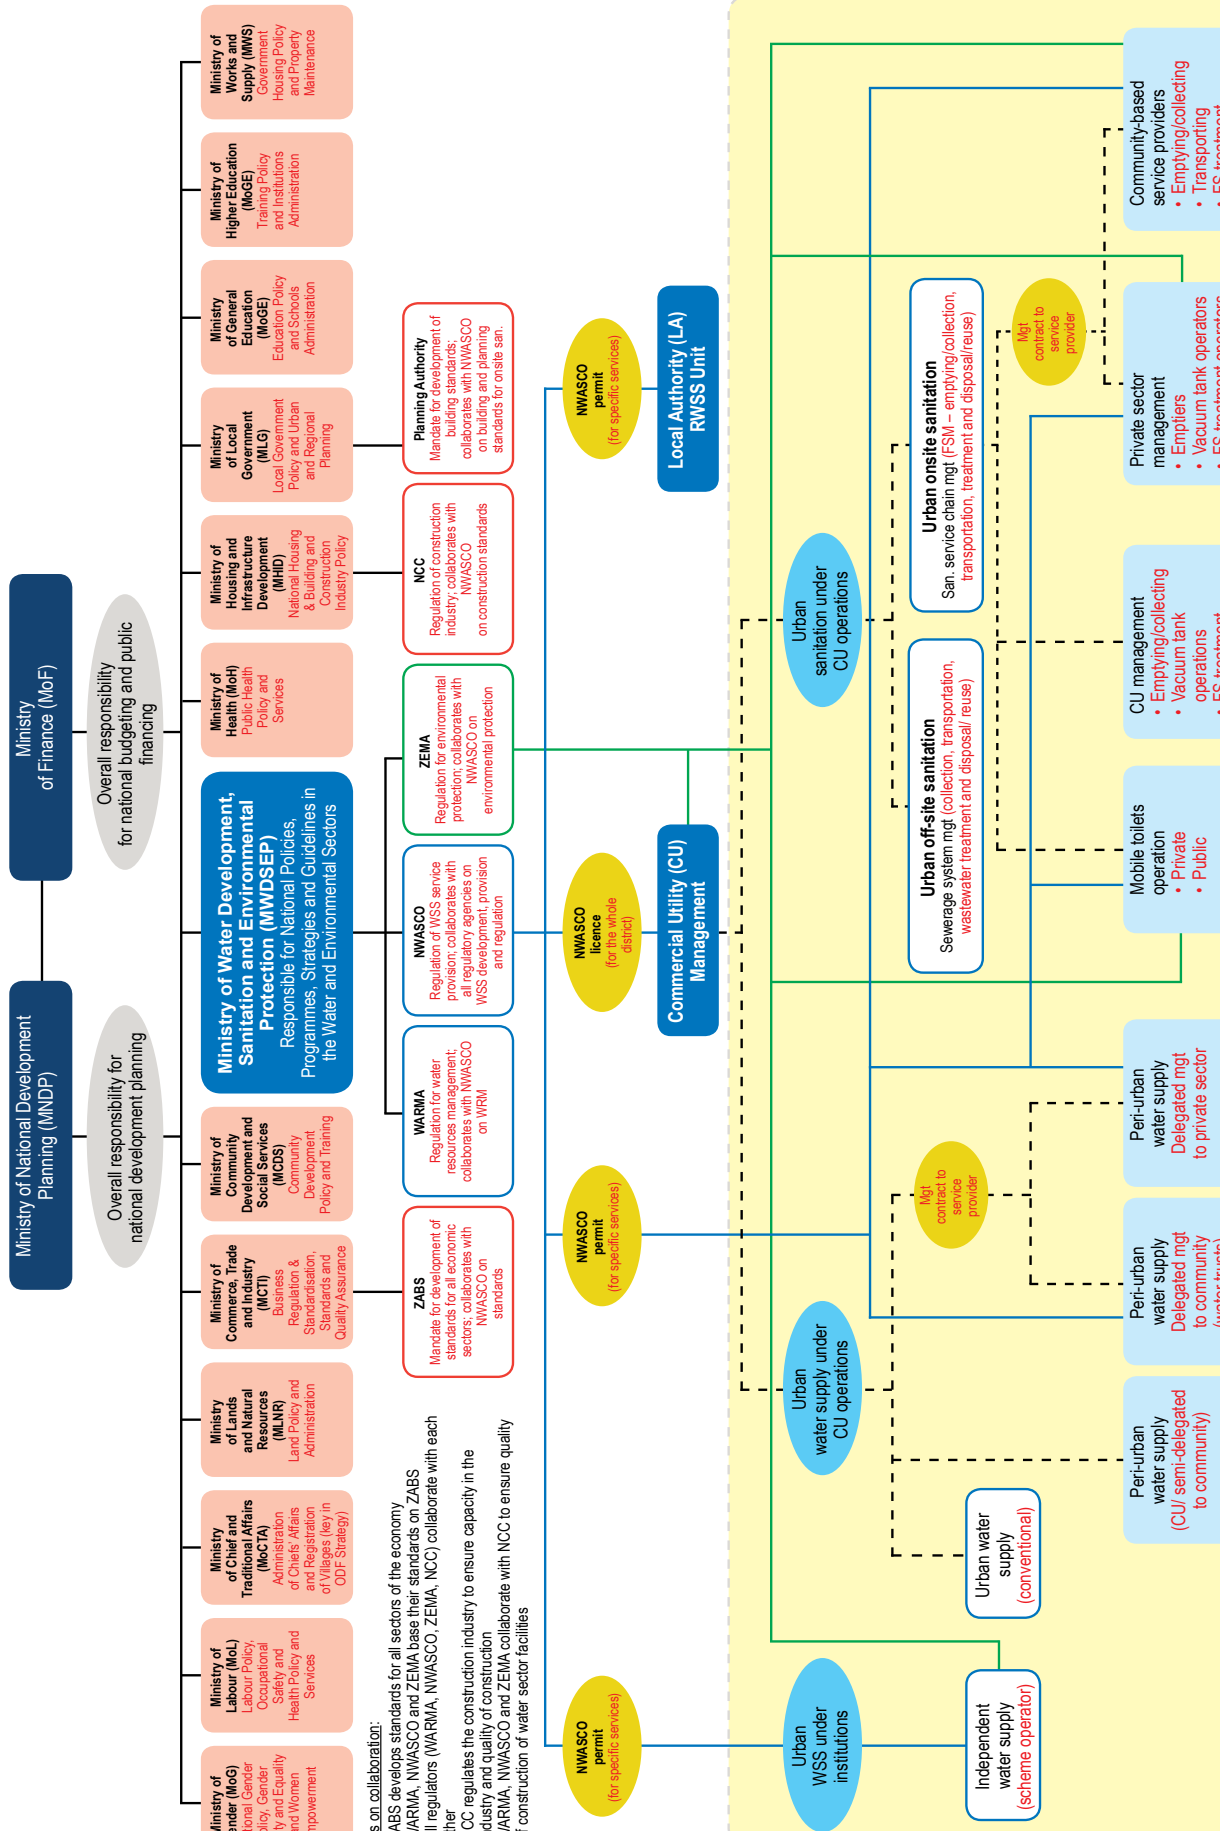 Ministry of National Development
Planning (MNDP)
Ministry
of Finance (MoF)
Overall responsibility for
national development planning
Overall responsibility
for national budgeting and public
financing
Ministry of
Labour (MoL)
Labour Policy,
Occupational
Safety and
Health Policy and
Services
Ministry
of Chief and
Traditional Affairs
(MoCTA)
Administration
of Chiefs' Affairs
and Registration
of Villages (key in
ODF Strategy)
Ministry
of Lands
and Natural
Resources
(MLNR)
Land Policy and
Administration
Ministry of
Commerce, Trade
and Industry
(MCTI)
Business
Regulation &
Standardisation,
Standards and
Quality Assurance
Ministry of
Community
Development and
Social Services
(MCDS)
Community
Development
Policy and Training
Ministry of Water Development,
Sanitation and Environmental
Protection (MWDSEP)
Responsible for National Policies,
Programmes, Strategies and Guidelines in
the Water and Environmental Sectors
Ministry of
Health (MoH)
Public Health
Policy and
Services
Ministry of
Housing and
Infrastructure
Development
(MHID)
National Housing
& Building and
Construction
Industry Policy
Ministry
of Local
Government
(MLG)
Local Government
Policy and Urban
and Regional
Planning
Ministry
of General
Education
(MoGE)
Education Policy
and Schools
Administration
Ministry of
Higher Education
(MoGE)
Training Policy
and Institutions
Administration
Ministry of
Works and
Supply (MWS)
Government
Housing Policy
and Property
Maintenance
Ministry of
and Women
on collaboration:
develops standards for all sectors of the economy
NWASCO and ZEMA base their standards on ZABS
regulators (WARMA, NWASCO, ZEMA, NCC) collaborate with each
regulates the construction industry to ensure capacity in the
and quality of construction
NWASCO and ZEMA collaborate with NCC to ensure quality
construction of water sector facilities
ZABS
Mandate for development of
standards for all economic
sectors; collaborates with
NWASCO on
standards
WARMA
Regulation for water
resources management;
collaborates with NWASCO
on WRM
NWASCO
Regulation of WSS service
provision; collaborates with
all regulatory agencies on
WSS development, provision
and regulation
ZEMA
Regulation for environmental
protection; collaborates with
NWASCO on
environmental protection
NCC
Regulation of construction
industry; collaborates with
NWASCO
on construction standards
Planning Authority
Mandate for development of
building standards;
collaborates with NWASCO
on building and planning
standards for onsite san.
NWASCO
permit
(for specific services)
NWASCO
permit
(for specific services)
NWASCO
licence
(for the whole
district)
NWASCO
permit
(for specific services)
Commercial Utility (CU)
Management
Local Authority (LA)
RWSS Unit
Urban
WSS under
institutions
Urban
water supply under
CU operations
Urban
sanitation under
CU operations
Urban off-site sanitation
Sewerage system mgt (collection, transportation,
wastewater treatment and disposal/ reuse)
Urban onsite sanitation
San. service chain mgt (FSM – emptying/collection,
transportation, treatment and disposal/reuse)
Mgt
contract to
service
provider
Mgt
contract to
service
provider
Independent
water supply
(scheme operator)
Urban water
supply
(conventional)
Peri-urban
water supply
(CU/ semi-delegated
to community)
Peri-urban
water supply
Delegated mgt
to community
(water trusts)
Peri-urban
water supply
Delegated mgt
to private sector
Mobile toilets
operation
• Private
• Public
CU management
• Emptying/collecting
• Vacuum tank
operations
• FS treatment
Private sector
management
• Emptiers
• Vacuum tank operators
• FS treatment operators
Community-based
service providers
• Emptying/collecting
• Transporting
• FS treatment